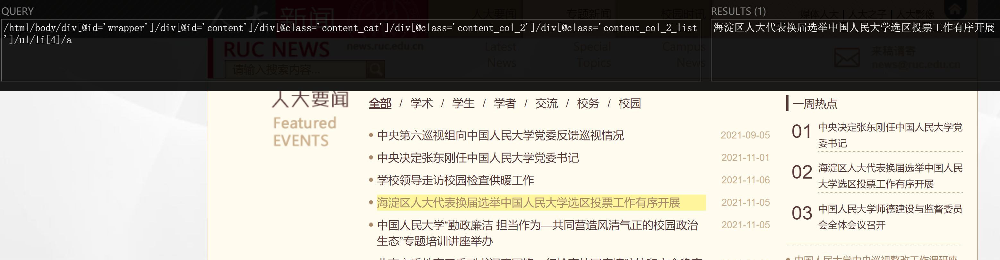 QUERY
/html/body/div[@id='wrapper']/div[@id='content']/div[@class='content_cat']/div[@class='content_col_2']/div[@class='content_col_2_list
']/ul/li[4]/a
RESULTS (1)
海淀区人大代表换届选举中国人民大学选区投票工作有序开展
人大新闻
人大要闻
专题新闻
校园时讯
媒体人大 | 人大之子 | 人大影像
RUC NEWS
news.ruc.edu.cn
Latest
News
Special
Topics
Campus
News
来稿请寄
news@ruc.edu.cn
请输入搜索内容...
人大要闻
Featured
EVENTS
全部 / 学术 / 学生 / 学者 / 交流 / 校务 / 校园
中央第六巡视组向中国人民大学党委反馈巡视情况 2021-09-05
中央决定张东刚任中国人民大学党委书记 2021-11-01
学校领导走访校园检查供暖工作 2021-11-06
海淀区人大代表换届选举中国人民大学选区投票工作有序开展 2021-11-05
中国人民大学“勤政廉洁 担当作为—共同营造风清气正的校园政治 2021-11-05
生态”专题培训讲座举办
一周热点
01 中央决定张东刚任中国人民大学党
委书记
02 海淀区人大代表换届选举中国人民
大学选区投票工作有序开展
03 中国人民大学师德建设与监督委员
会全体会议召开